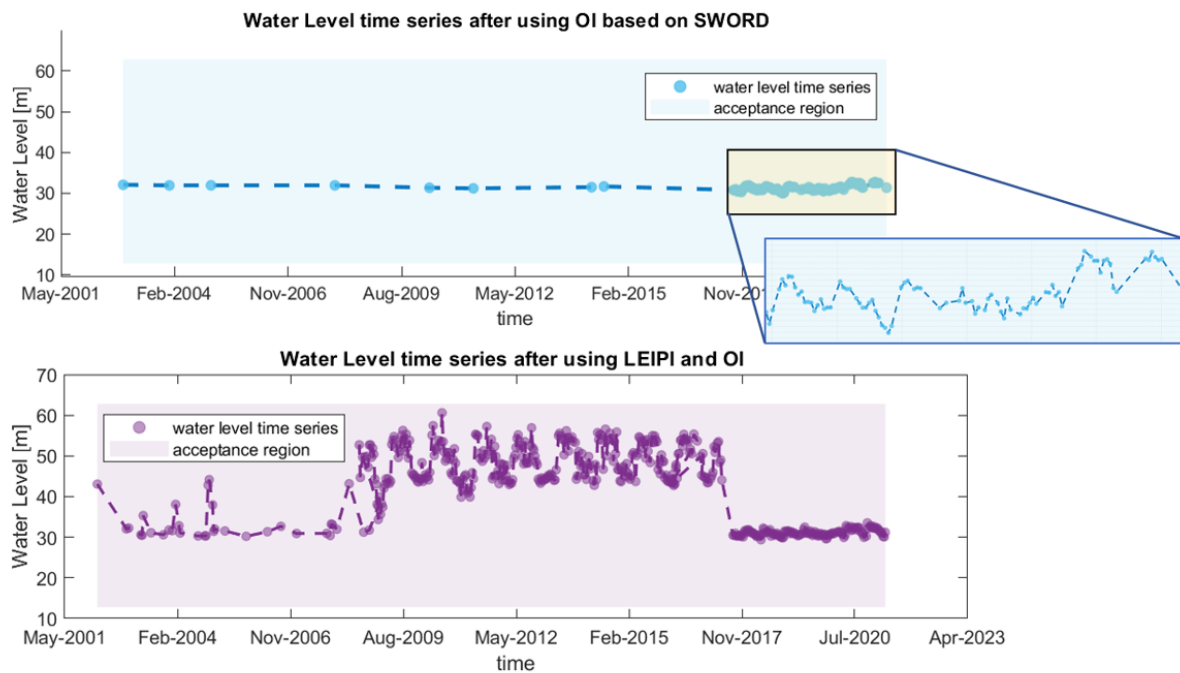 Water Level time series after using OI based on SWORD
Water Level [m]
60
50
40
30
20
10
water level time series
acceptance region
May-2001 Feb-2004 Nov-2006 Aug-2009 May-2012 Feb-2015 Nov-201
time
Water Level time series after using LEIPI and OI
Water Level [m]
70
60
50
40
30
20
10
water level time series
acceptance region
May-2001 Feb-2004 Nov-2006 Aug-2009 May-2012 Feb-2015 Nov-2017 Jul-2020 Apr-2023
time